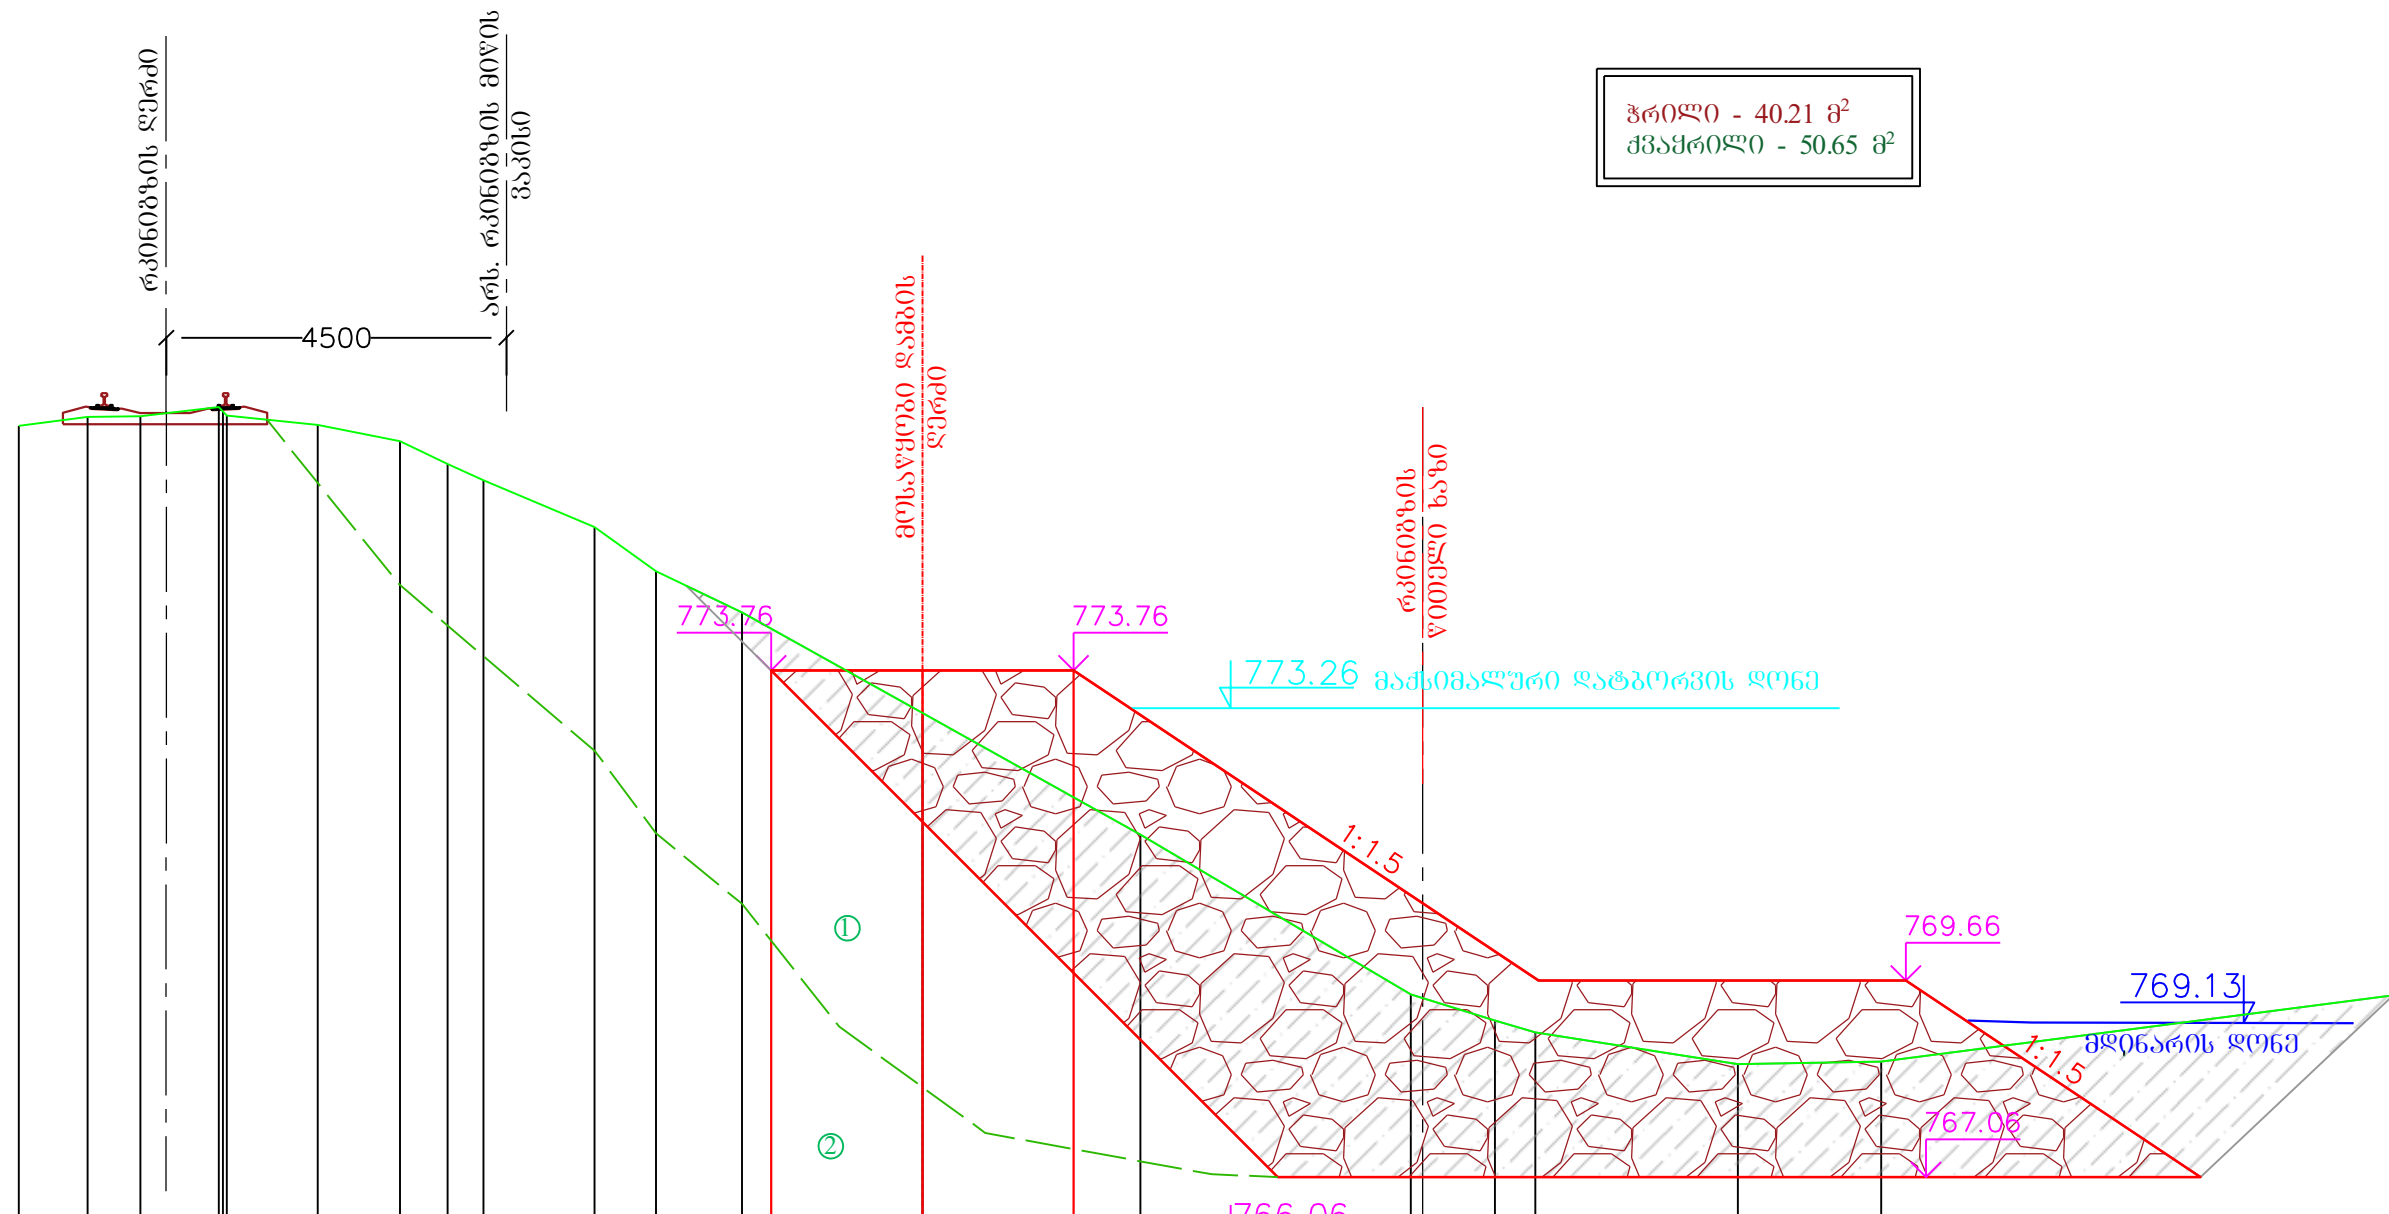 რკინიგზის ღერძი
არს. რკინიგზის მიწის
ვაკისი
4500
ჭრილი - 40.21 მ²
ქვაყრილი - 50.65 მ²
მოსაწყობი დამბის
ღერძი
რკინიგზის
წითელი ხაზი
773.76
773.76
773.26 მაქსიმალური დატბორვის დონე
1:1.5
769.66
769.13
მდინარის დონე
1:1.5
767.06
1
2
766.06